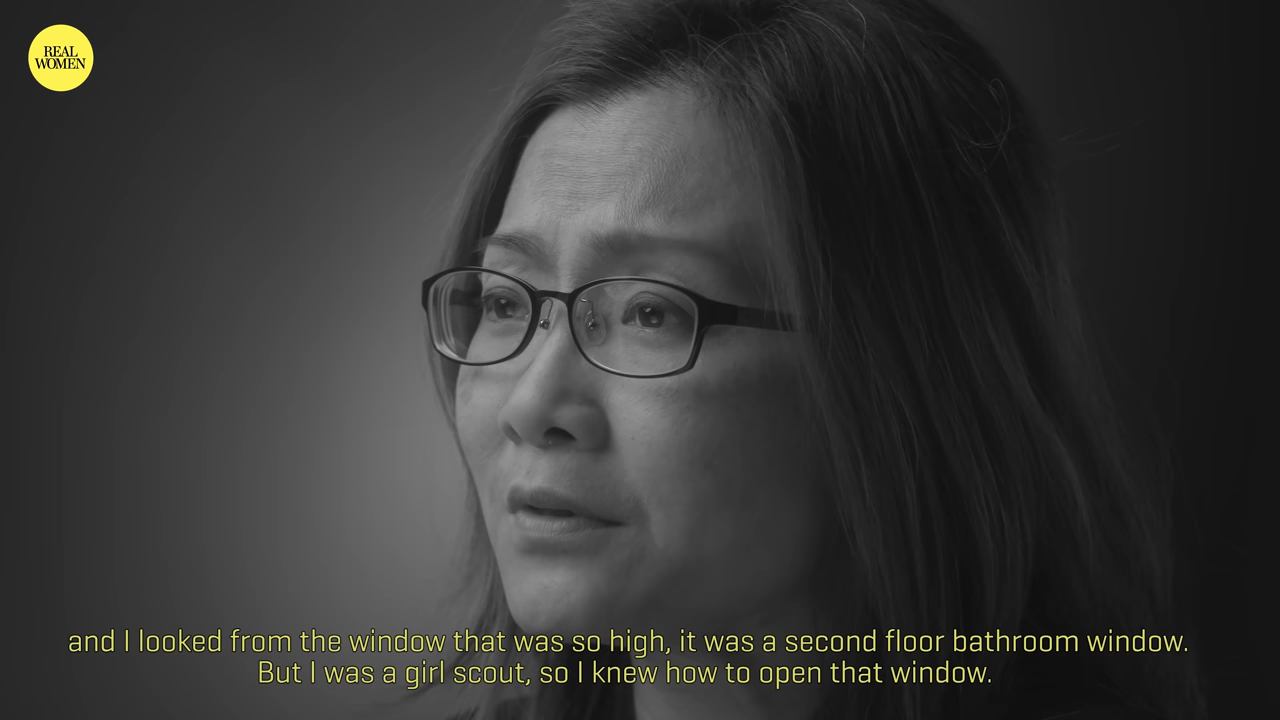 REAL
WOMEN
and I looked from the window that was so high, it was a second floor bathroom window.
But I was a girl scout, so I knew how to open that window.